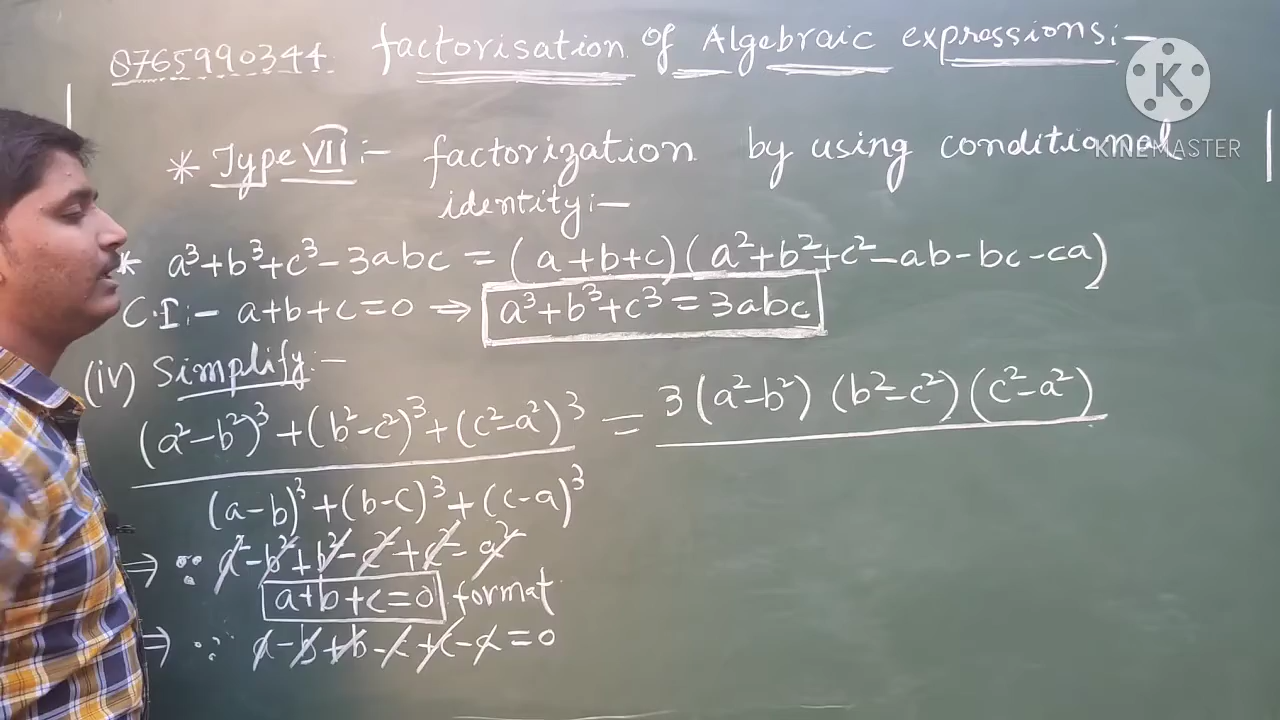 8765990344 factorisation of Algebraic expressions:-
K
KINEMASTER
* Type VII:- factorization by using conditional
identity:-
* a³+b³+c³-3abc = (a+b+c)(a²+b²+c²-ab-bc-ca)
C.I:- a+b+c=0 ⇒ a³+b³+c³=3abc
(iv) Simplify:-
(a²-b²)³+(b²-c²)³+(c²-a²)³ = 3(a²-b²)(b²-c²)(c²-a²)
(a-b)³+(b-c)³+(c-a)³
⇒ ∵ a²-b²+b²-c²+c²-a²
a+b+c=0 format
⇒ ∵ a-b+b-c+c-a=0